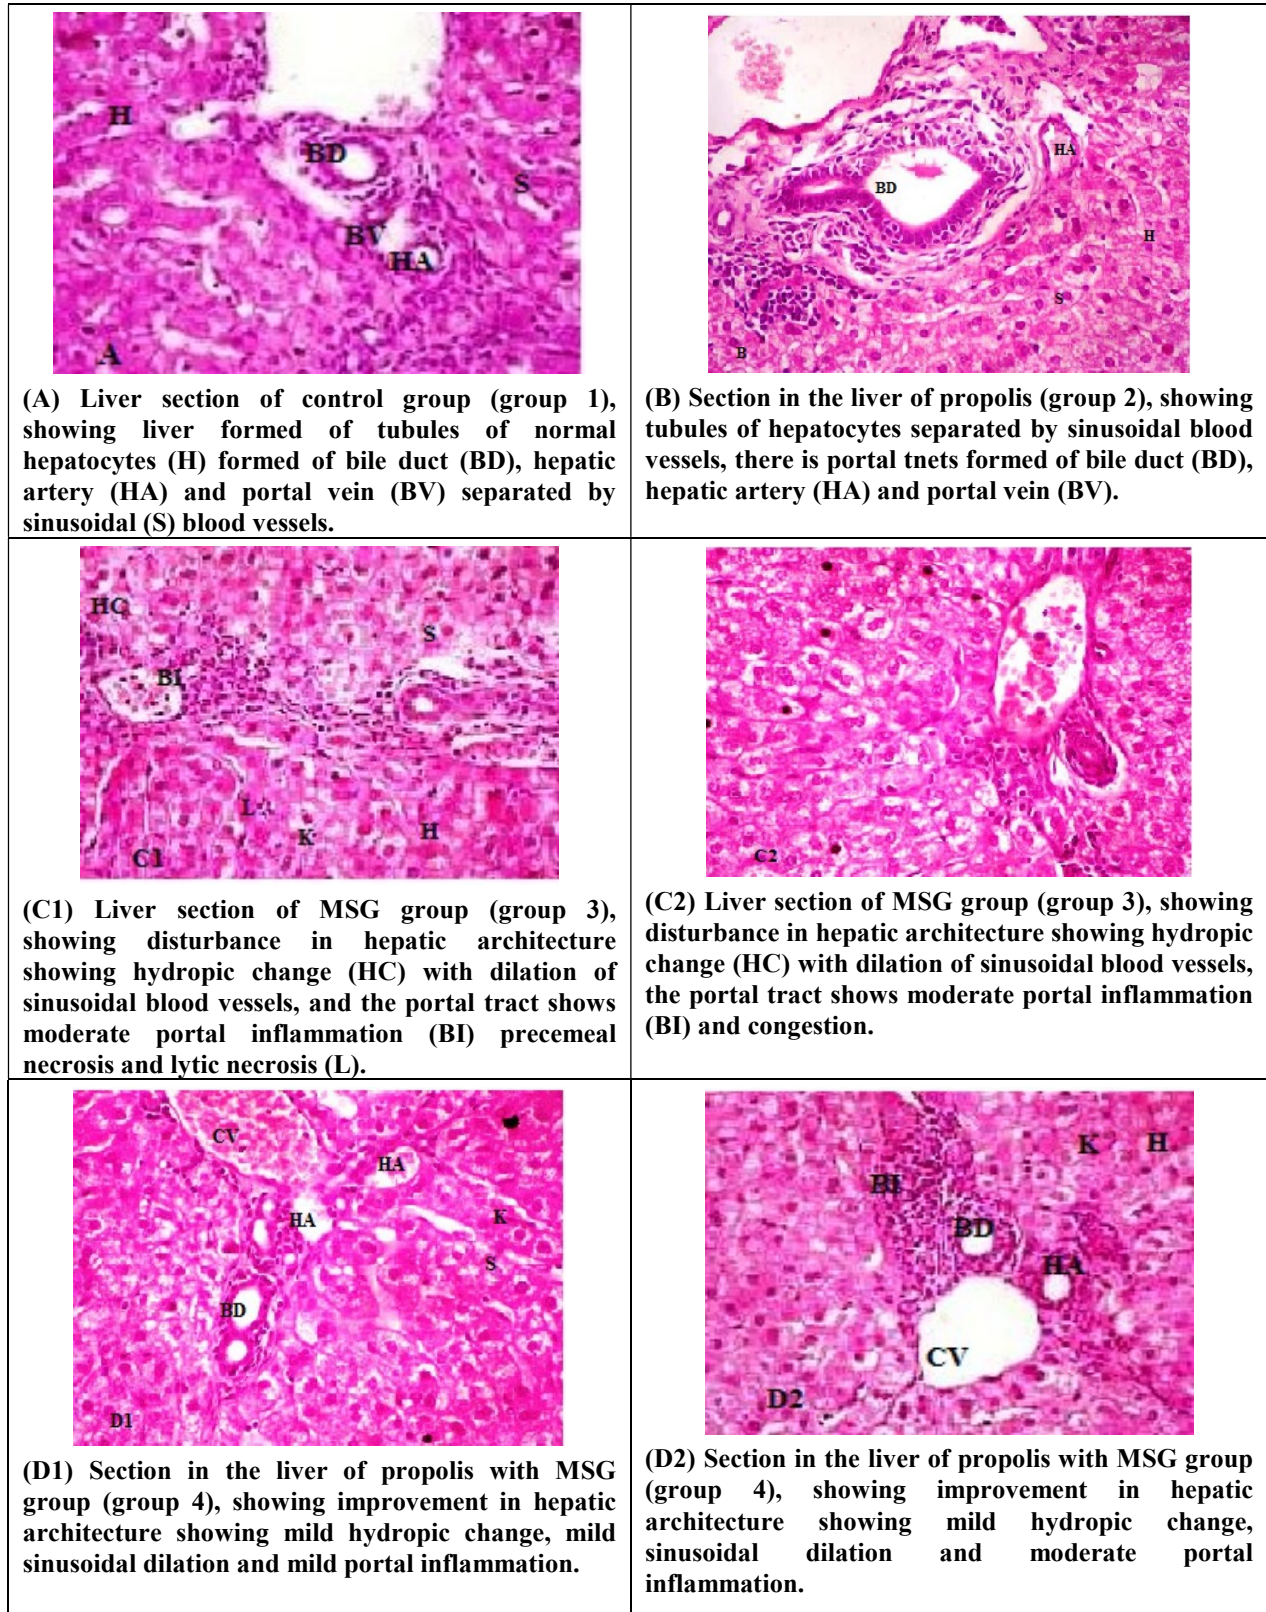 H
BD
S
BV
HA
A
(A) Liver section of control group (group 1),
showing liver formed of tubules of normal
hepatocytes (H) formed of bile duct (BD), hepatic
artery (HA) and portal vein (BV) separated by
sinusoidal (S) blood vessels.
HA
BD
H
S
B
(B) Section in the liver of propolis (group 2), showing
tubules of hepatocytes separated by sinusoidal blood
vessels, there is portal tnets formed of bile duct (BD),
hepatic artery (HA) and portal vein (BV).
HC
S
BI
L
K
H
C1
(C1) Liver section of MSG group (group 3),
showing disturbance in hepatic architecture
showing hydropic change (HC) with dilation of
sinusoidal blood vessels, and the portal tract shows
moderate portal inflammation (BI) precemeal
necrosis and lytic necrosis (L).
C2
(C2) Liver section of MSG group (group 3), showing
disturbance in hepatic architecture showing hydropic
change (HC) with dilation of sinusoidal blood vessels,
the portal tract shows moderate portal inflammation
(BI) and congestion.
CV
HA
HA
K
S
BD
D1
(D1) Section in the liver of propolis with MSG
group (group 4), showing improvement in hepatic
architecture showing mild hydropic change, mild
sinusoidal dilation and mild portal inflammation.
K H
BI
BD
HA
CV
D2
(D2) Section in the liver of propolis with MSG group
(group 4), showing improvement in hepatic
architecture showing mild hydropic change,
sinusoidal dilation and moderate portal
inflammation.